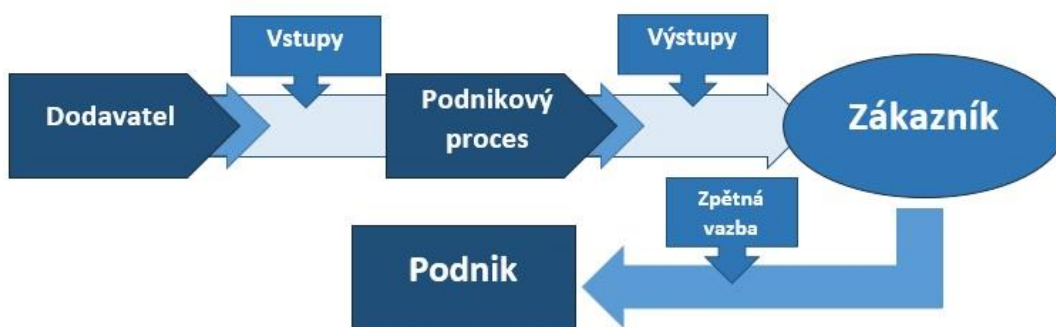 Vstupy
Výstupy
Dodavatel
Podnikový
proces
Zákazník
Zpětná
vazba
Podnik